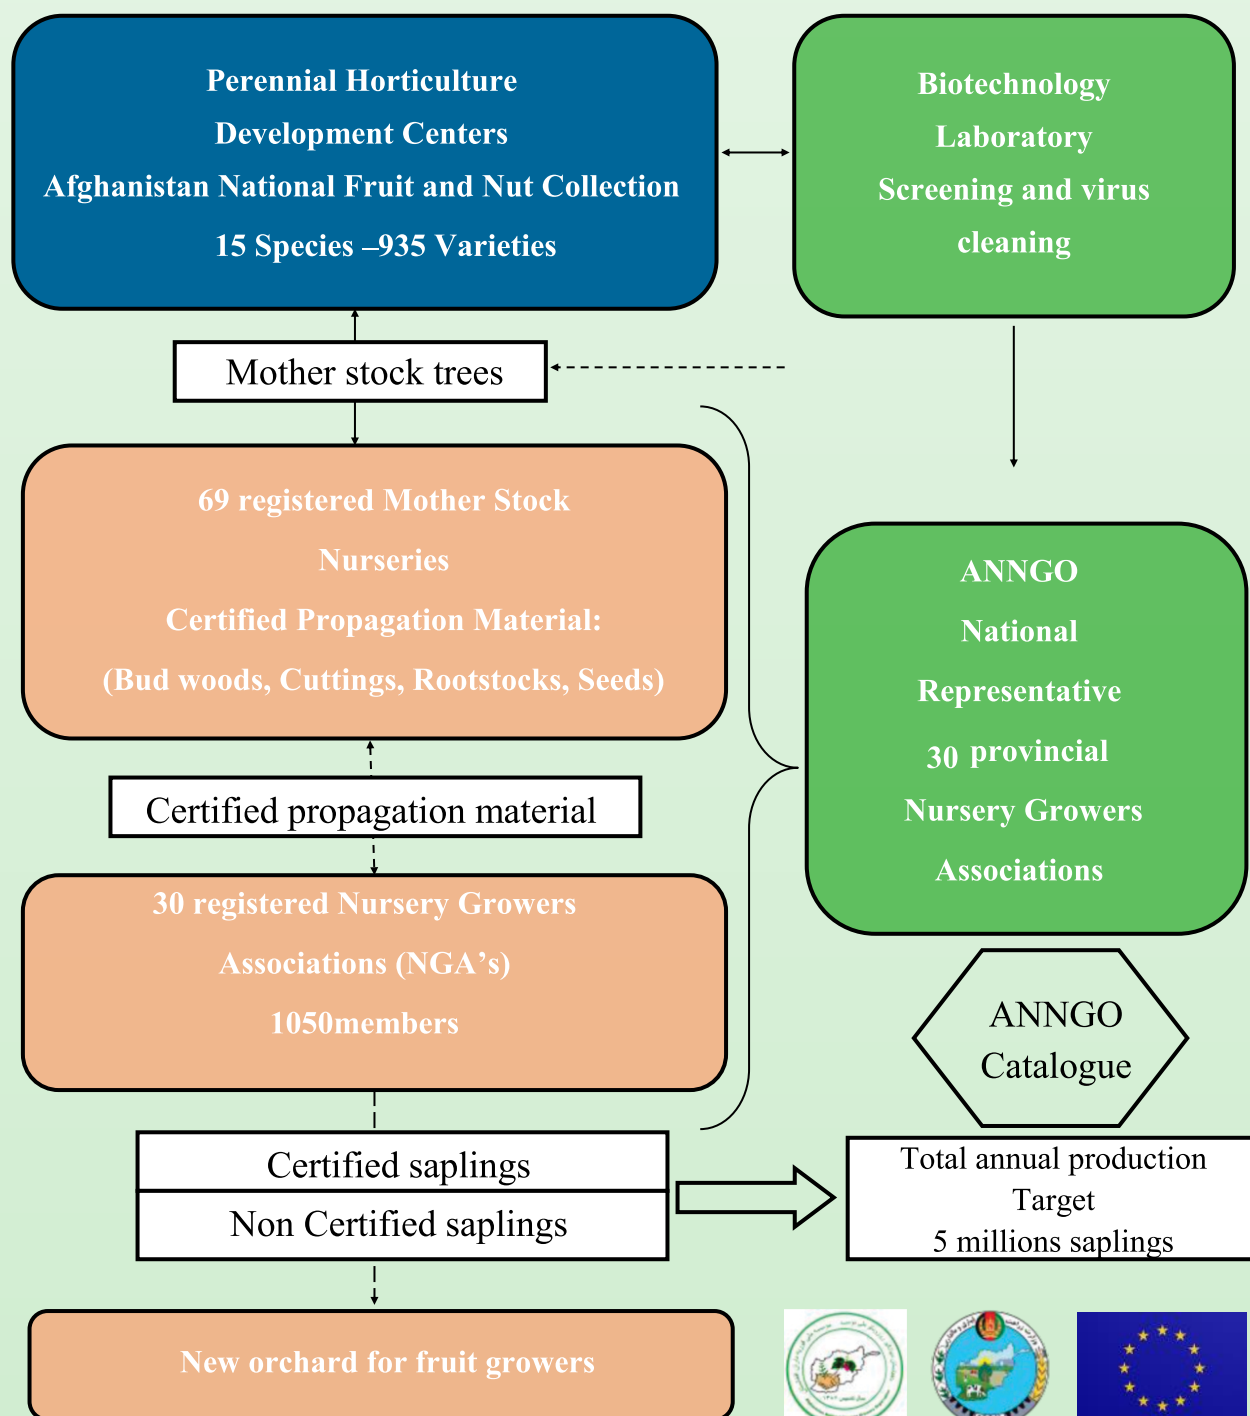 Perennial Horticulture
Development Centers
Afghanistan National Fruit and Nut Collection
15 Species –935 Varieties
Biotechnology
Laboratory
Screening and virus
cleaning
Mother stock trees
69 registered Mother Stock
Nurseries
Certified Propagation Material:
(Bud woods, Cuttings, Rootstocks, Seeds)
ANNGO
National
Representative
30 provincial
Nursery Growers
Associations
Certified propagation material
30 registered Nursery Growers
Associations (NGA’s)
1050members
ANNGO
Catalogue
Certified saplings
Non Certified saplings
Total annual production
Target
5 millions saplings
New orchard for fruit growers